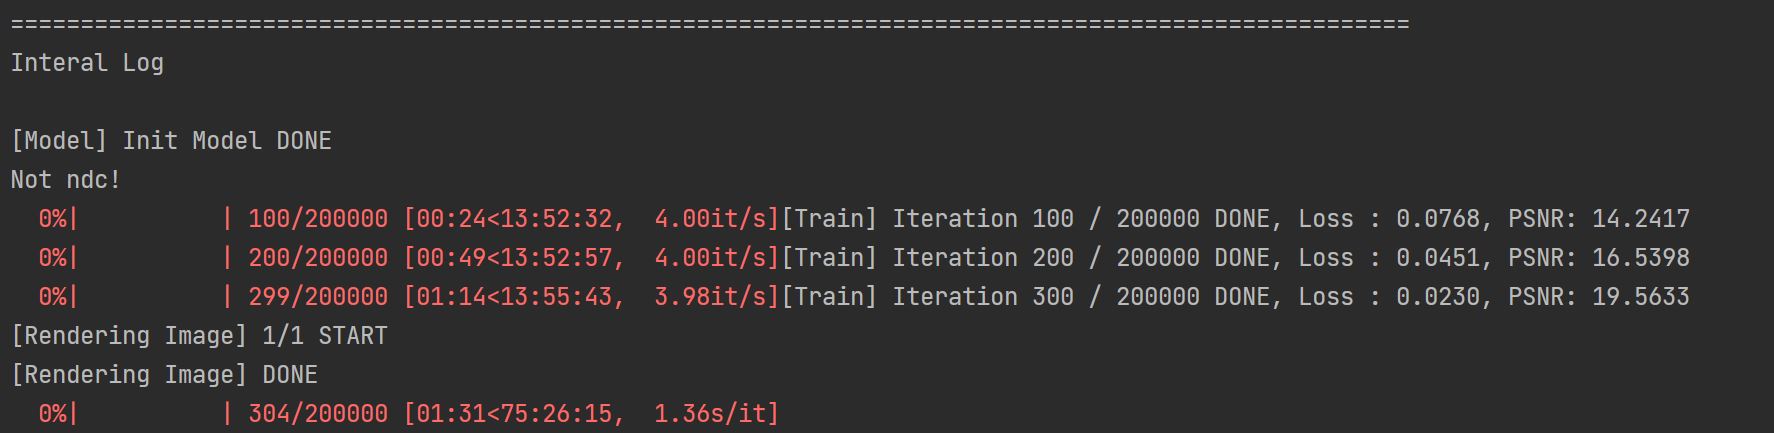 ====================================================================================================
Interal Log
[Model] Init Model DONE
Not ndc!
  0%|          | 100/200000 [00:24<13:52:32,  4.00it/s][Train] Iteration 100 / 200000 DONE, Loss : 0.0768, PSNR: 14.2417
  0%|          | 200/200000 [00:49<13:52:57,  4.00it/s][Train] Iteration 200 / 200000 DONE, Loss : 0.0451, PSNR: 16.5398
  0%|          | 299/200000 [01:14<13:55:43,  3.98it/s][Train] Iteration 300 / 200000 DONE, Loss : 0.0230, PSNR: 19.5633
[Rendering Image] 1/1 START
[Rendering Image] DONE
  0%|          | 304/200000 [01:31<75:26:15,  1.36s/it]